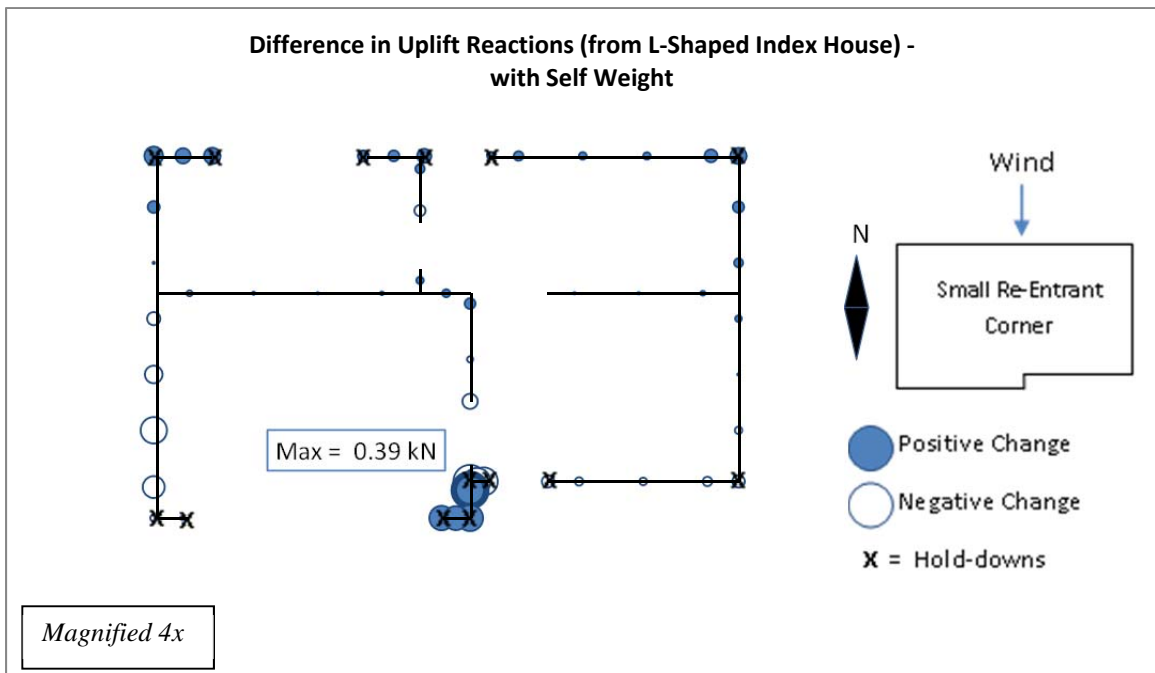 Difference in Uplift Reactions (from L-Shaped Index House) -
with Self Weight
X X X X X X
Wind
N
Small Re-Entrant
Corner
Max = 0.39 kN
Positive Change
X X X X
Negative Change
X X X X
X = Hold-downs
Magnified 4x